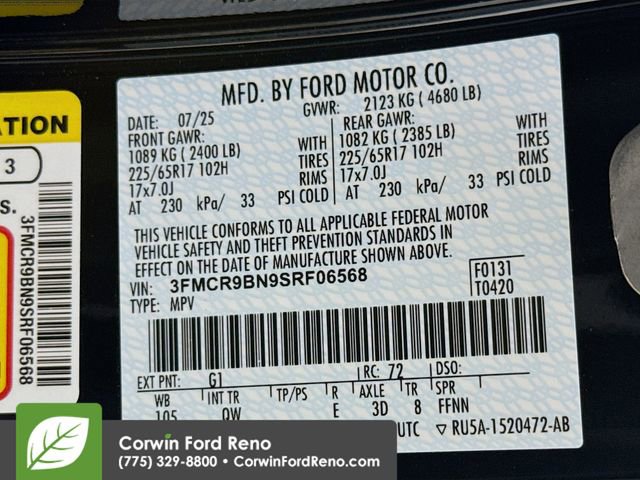 MFD. BY FORD MOTOR CO.
DATE: 07/25 GVWR: 2123 KG ( 4680 LB)
FRONT GAWR: REAR GAWR:
1089 KG ( 2400 LB) WITH 1082 KG ( 2385 LB) WITH
225/65R17 102H TIRES 225/65R17 102H TIRES
17x7.0J RIMS 17x7.0J RIMS
AT 230 kPa/ 33 PSI COLD AT 230 kPa/ 33 PSI COLD
THIS VEHICLE CONFORMS TO ALL APPLICABLE FEDERAL MOTOR
VEHICLE SAFETY AND THEFT PREVENTION STANDARDS IN
EFFECT ON THE DATE OF MANUFACTURE SHOWN ABOVE.
VIN: 3FMCR9BN9SRF06568 F0131
TYPE: MPV T0420
EXT PNT: G1 RC: 72 DSO:
WB INT TR TP/PS R AXLE TR SPR
105 QW E 3D 8 FFNN
UTC ▽ RU5A-1520472-AB
ATION
3
S.
3FMCR9BN9SRF06568
Corwin Ford Reno
(775) 329-8800 • CorwinFordReno.com